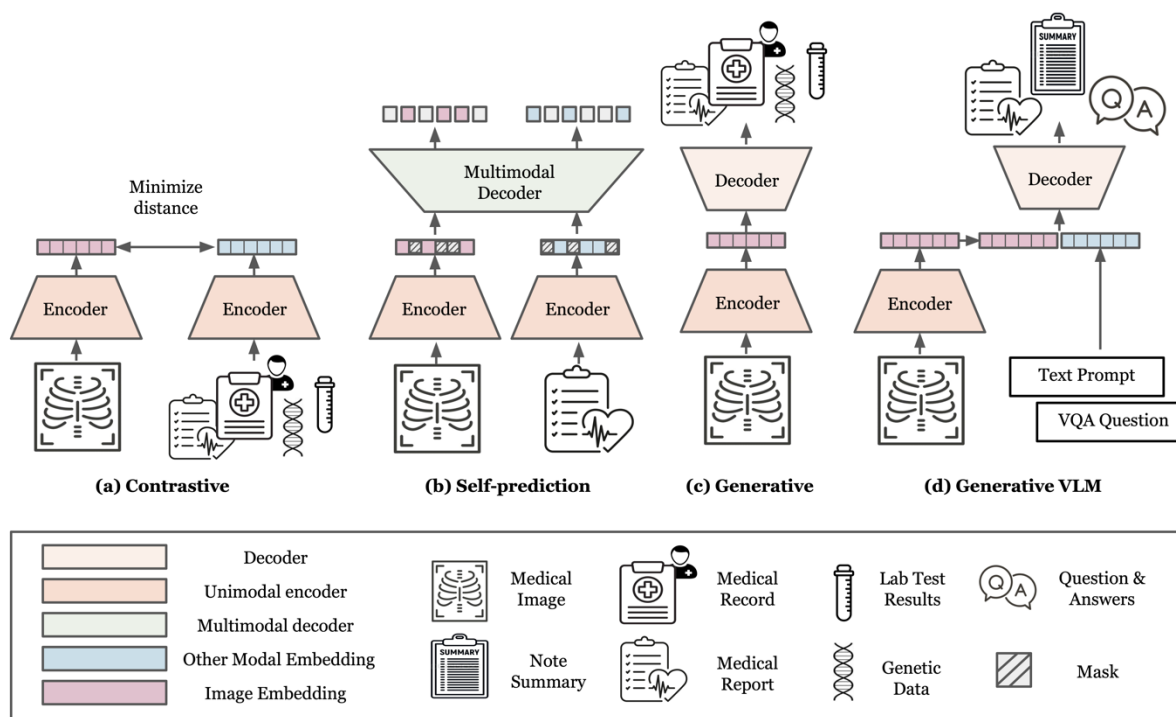 SUMMARY
Q A
Multimodal
Decoder
Decoder
Decoder
Minimize
distance
Encoder
Encoder
Encoder
Encoder
Encoder
Encoder
Text Prompt
VQA Question
(a) Contrastive
(b) Self-prediction
(c) Generative
(d) Generative VLM
Decoder
Unimodal encoder
Multimodal decoder
Other Modal Embedding
Image Embedding
Medical
Image
SUMMARY
Note
Summary
Medical
Record
Medical
Report
Lab Test
Results
Genetic
Data
Q A
Question &
Answers
Mask